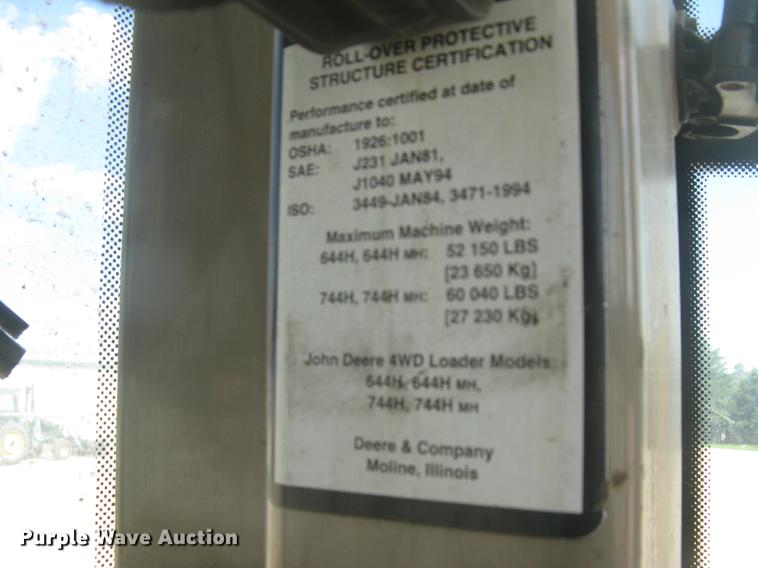 ROLL-OVER PROTECTIVE
STRUCTURE CERTIFICATION
Performance certified at date of
manufacture to:
OSHA: 1926:1001
SAE: J231 JAN81,
J1040 MAY94
ISO: 3449-JAN84, 3471-1994
Maximum Machine Weight:
644H, 644H MH: 52 150 LBS
[23 650 Kg]
744H, 744H MH: 60 040 LBS
[27 230 Kg]
John Deere 4WD Loader Models:
644H, 644H MH,
744H, 744H MH
Deere & Company
Moline, Illinois
Purple Wave Auction